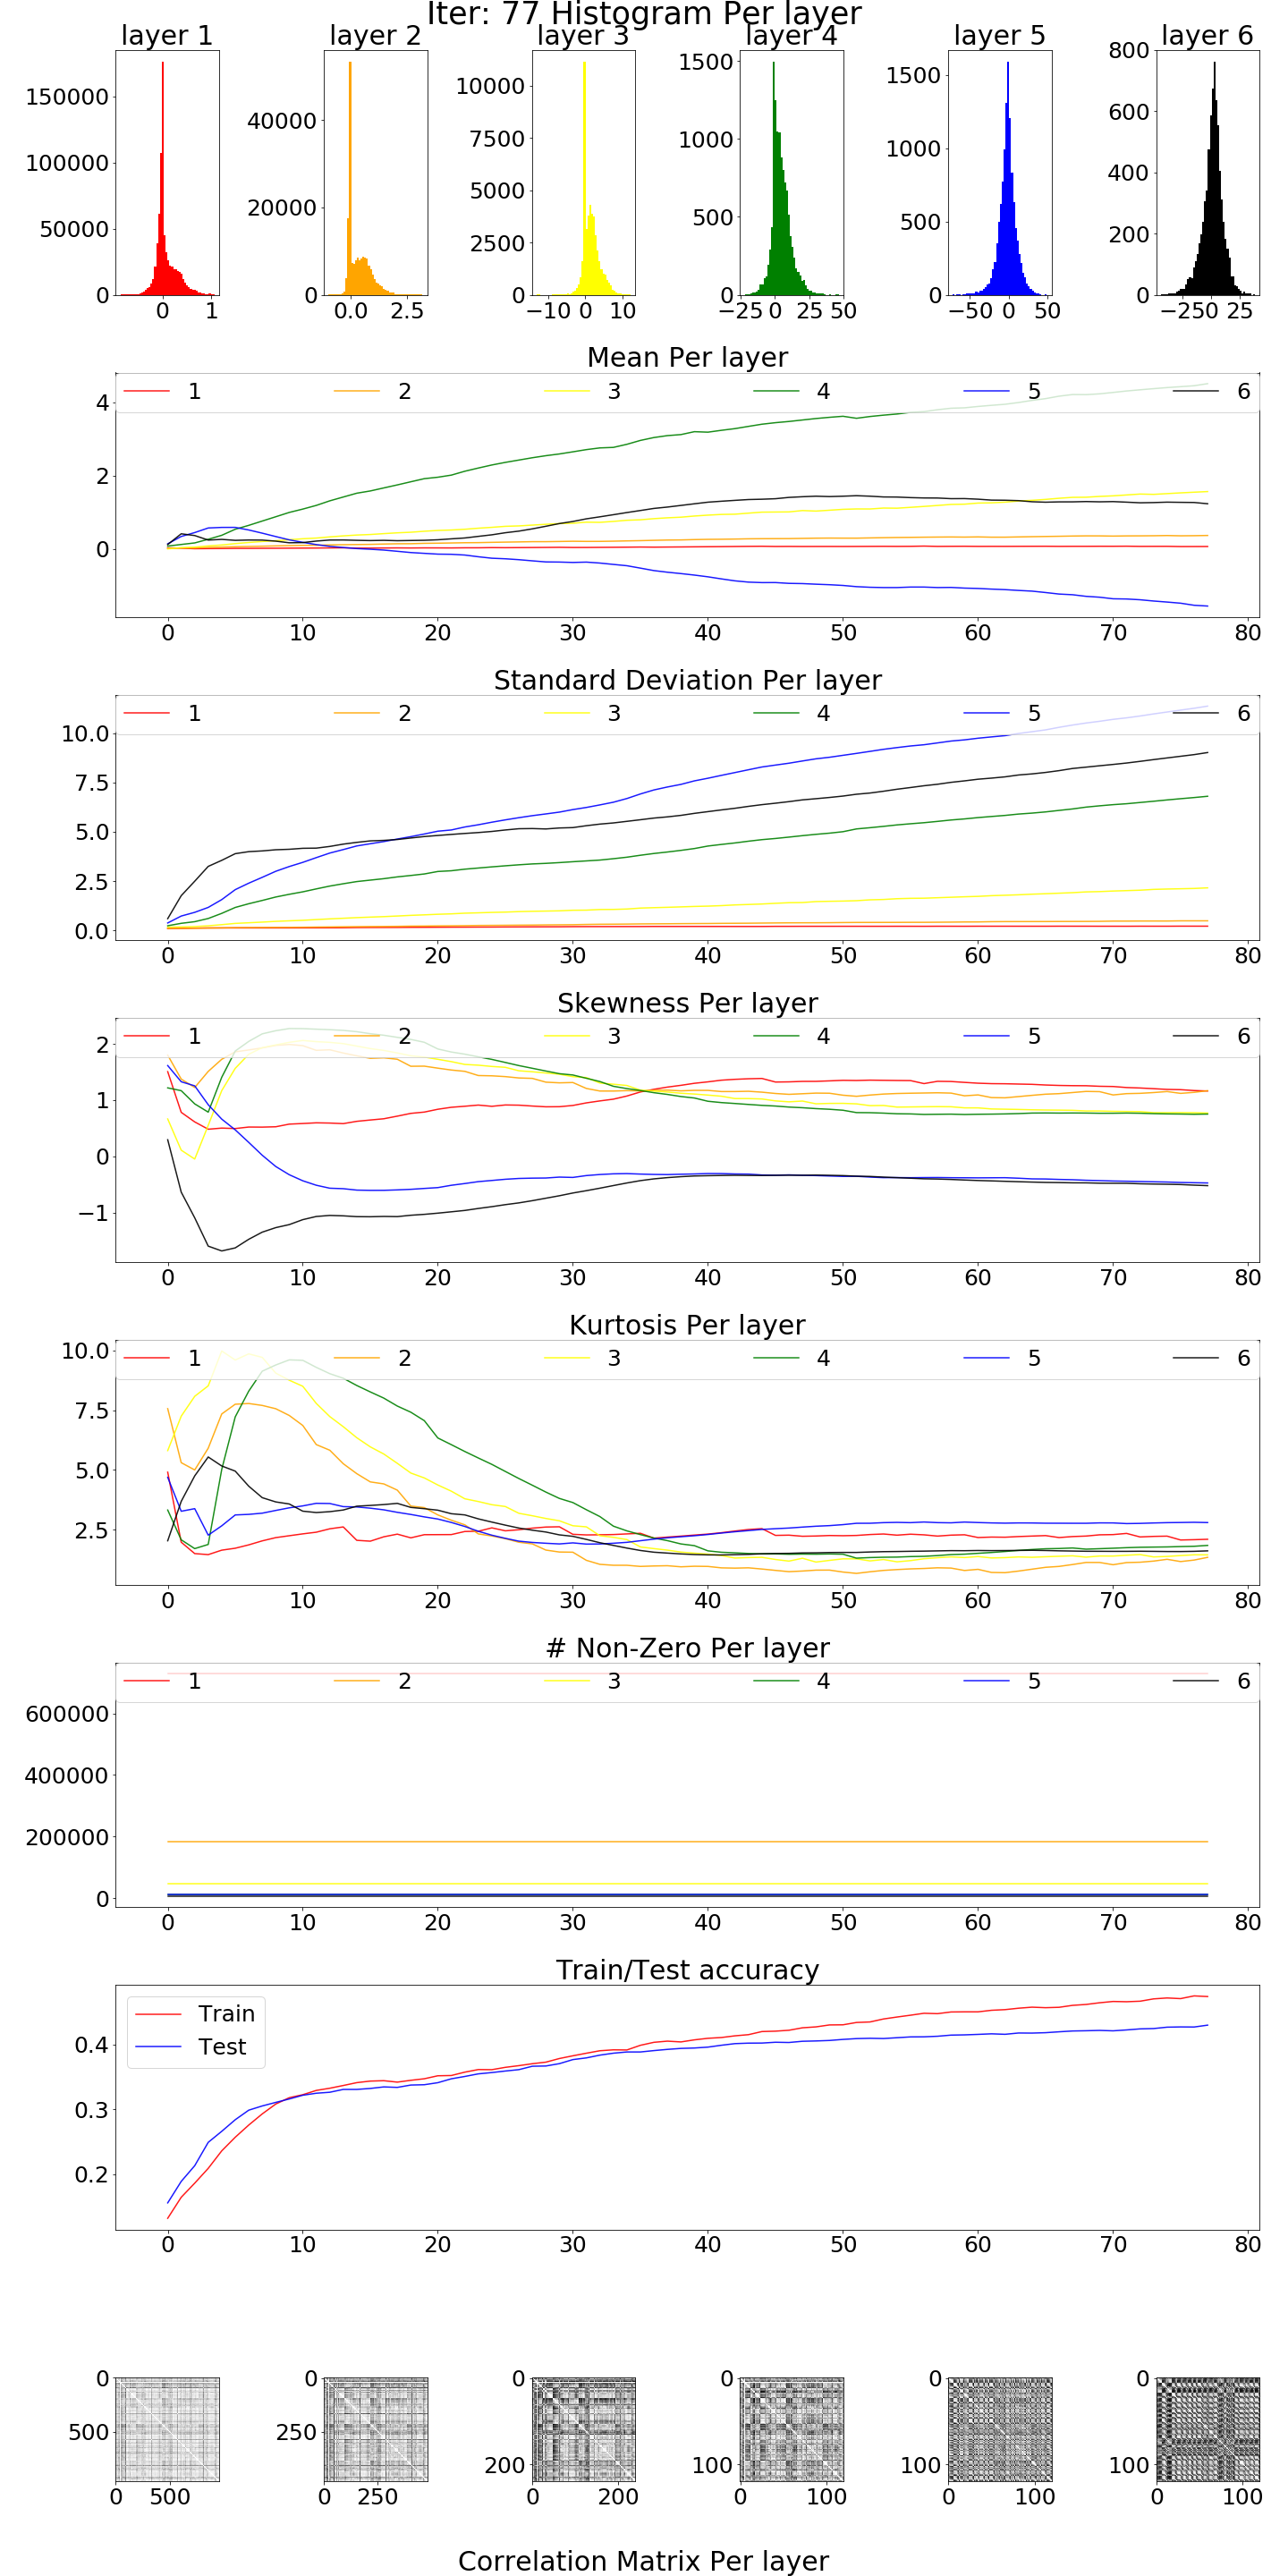 Iter: 77 Histogram Per layer
layer 1 layer 2 layer 3 layer 4 layer 5 layer 6
150000
100000
50000
0
0 1
40000
20000
0
0.0 2.5
10000
7500
5000
2500
0
−10 0 10
1500
1000
500
0
−25 0 25 50
1500
1000
500
0
−50 0 50
800
600
400
200
0
−25 0 25
Mean Per layer
1 2 3 4 5 6
4
2
0
0 10 20 30 40 50 60 70 80
Standard Deviation Per layer
1 2 3 4 5 6
10.0
7.5
5.0
2.5
0.0
0 10 20 30 40 50 60 70 80
Skewness Per layer
1 2 3 4 5 6
2
1
0
−1
0 10 20 30 40 50 60 70 80
Kurtosis Per layer
1 2 3 4 5 6
10.0
7.5
5.0
2.5
0 10 20 30 40 50 60 70 80
# Non-Zero Per layer
1 2 3 4 5 6
600000
400000
200000
0
0 10 20 30 40 50 60 70 80
Train/Test accuracy
Train
Test
0.4
0.3
0.2
0 10 20 30 40 50 60 70 80
0
500
0 500
0
250
0 250
0
200
0 200
0
100
0 100
0
100
0 100
0
100
0 100
Correlation Matrix Per layer